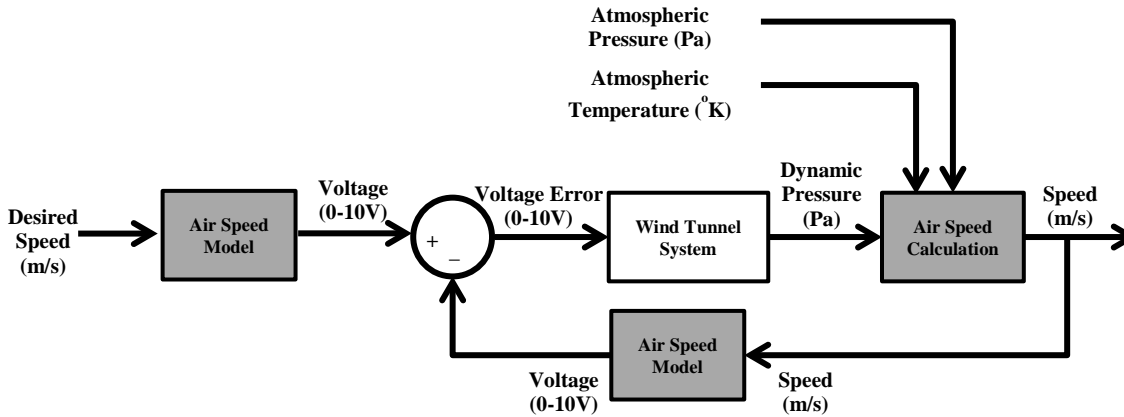 Atmospheric
Pressure (Pa)
Atmospheric
Temperature (°K)
Desired
Speed
(m/s)
Air Speed
Model
Voltage
(0-10V)
+
−
Voltage Error
(0-10V)
Wind Tunnel
System
Dynamic
Pressure
(Pa)
Air Speed
Calculation
Speed
(m/s)
Air Speed
Model
Voltage
(0-10V)
Speed
(m/s)